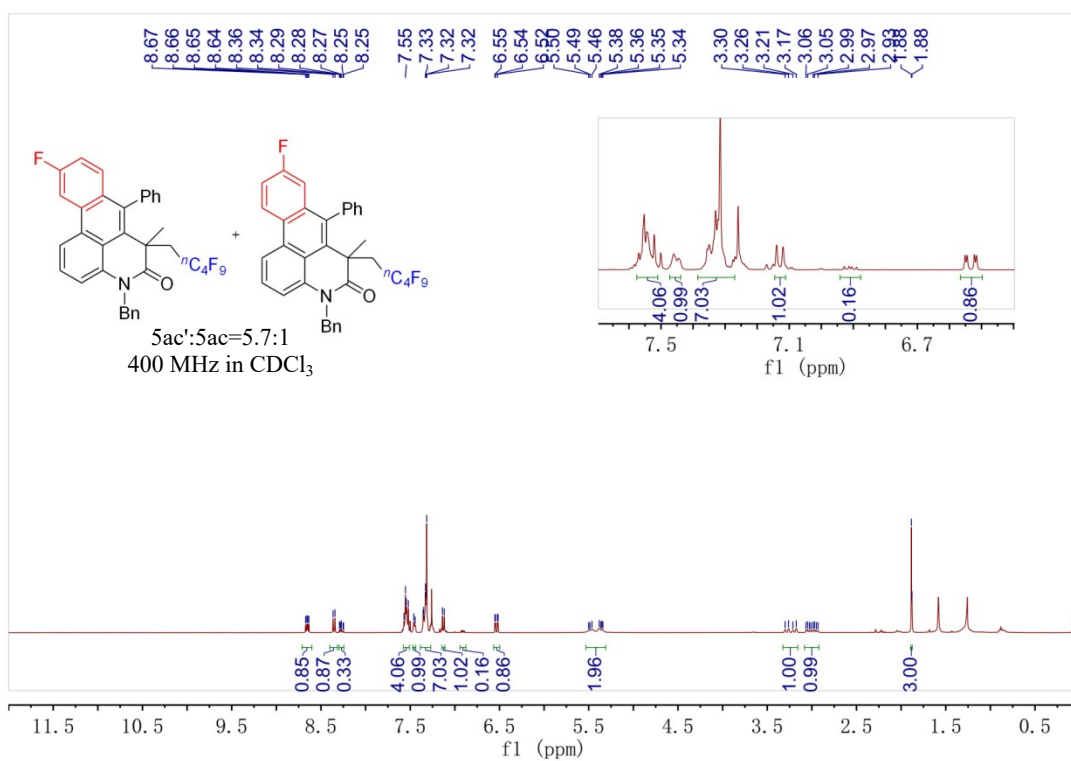 8.67 8.66 8.65 8.64 8.36 8.34 8.29 8.28 8.27 8.25 8.25 7.55 7.33 7.32 7.32 6.55 6.54 6.52 5.50 5.49 5.46 5.38 5.36 5.35 5.34 3.30 3.26 3.21 3.17 3.06 3.05 2.99 2.97 2.93 1.88 1.88
F
Ph
nC4F9
N
O
Bn
+
F
Ph
nC4F9
N
O
Bn
5ac':5ac=5.7:1
400 MHz in CDCl3
4.06 0.99 7.03 1.02 0.16 0.86
7.5 7.1 6.7
f1 (ppm)
0.85 0.87 0.33 4.06 0.99 7.03 1.02 0.16 0.86 1.96 1.00 0.99 3.00
11.5 10.5 9.5 8.5 7.5 6.5 5.5 4.5 3.5 2.5 1.5 0.5
f1 (ppm)